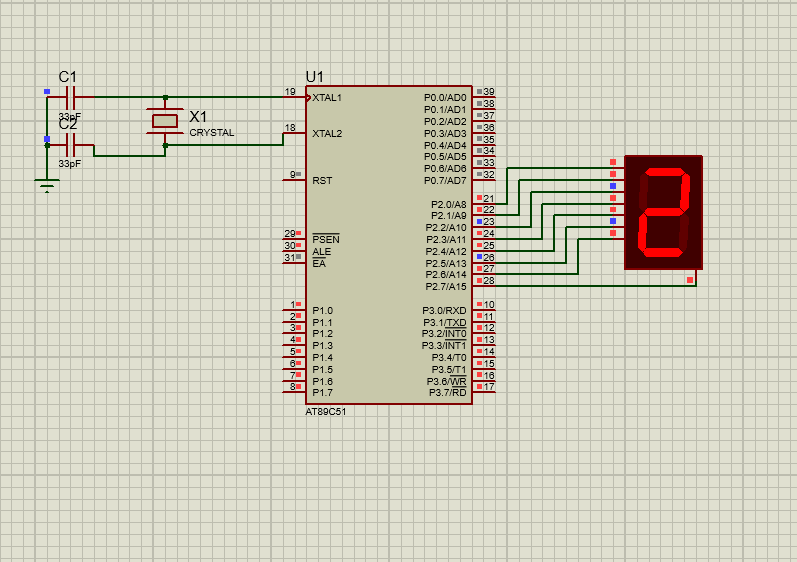 C1
33pF
C2
33pF
X1
CRYSTAL
U1
19 XTAL1
18 XTAL2
9 RST
29 PSEN
30 ALE
31 EA
1 P1.0
2 P1.1
3 P1.2
4 P1.3
5 P1.4
6 P1.5
7 P1.6
8 P1.7
P0.0/AD0 39
P0.1/AD1 38
P0.2/AD2 37
P0.3/AD3 36
P0.4/AD4 35
P0.5/AD5 34
P0.6/AD6 33
P0.7/AD7 32
P2.0/A8 21
P2.1/A9 22
P2.2/A10 23
P2.3/A11 24
P2.4/A12 25
P2.5/A13 26
P2.6/A14 27
P2.7/A15 28
P3.0/RXD 10
P3.1/TXD 11
P3.2/INT0 12
P3.3/INT1 13
P3.4/T0 14
P3.5/T1 15
P3.6/WR 16
P3.7/RD 17
AT89C51
2